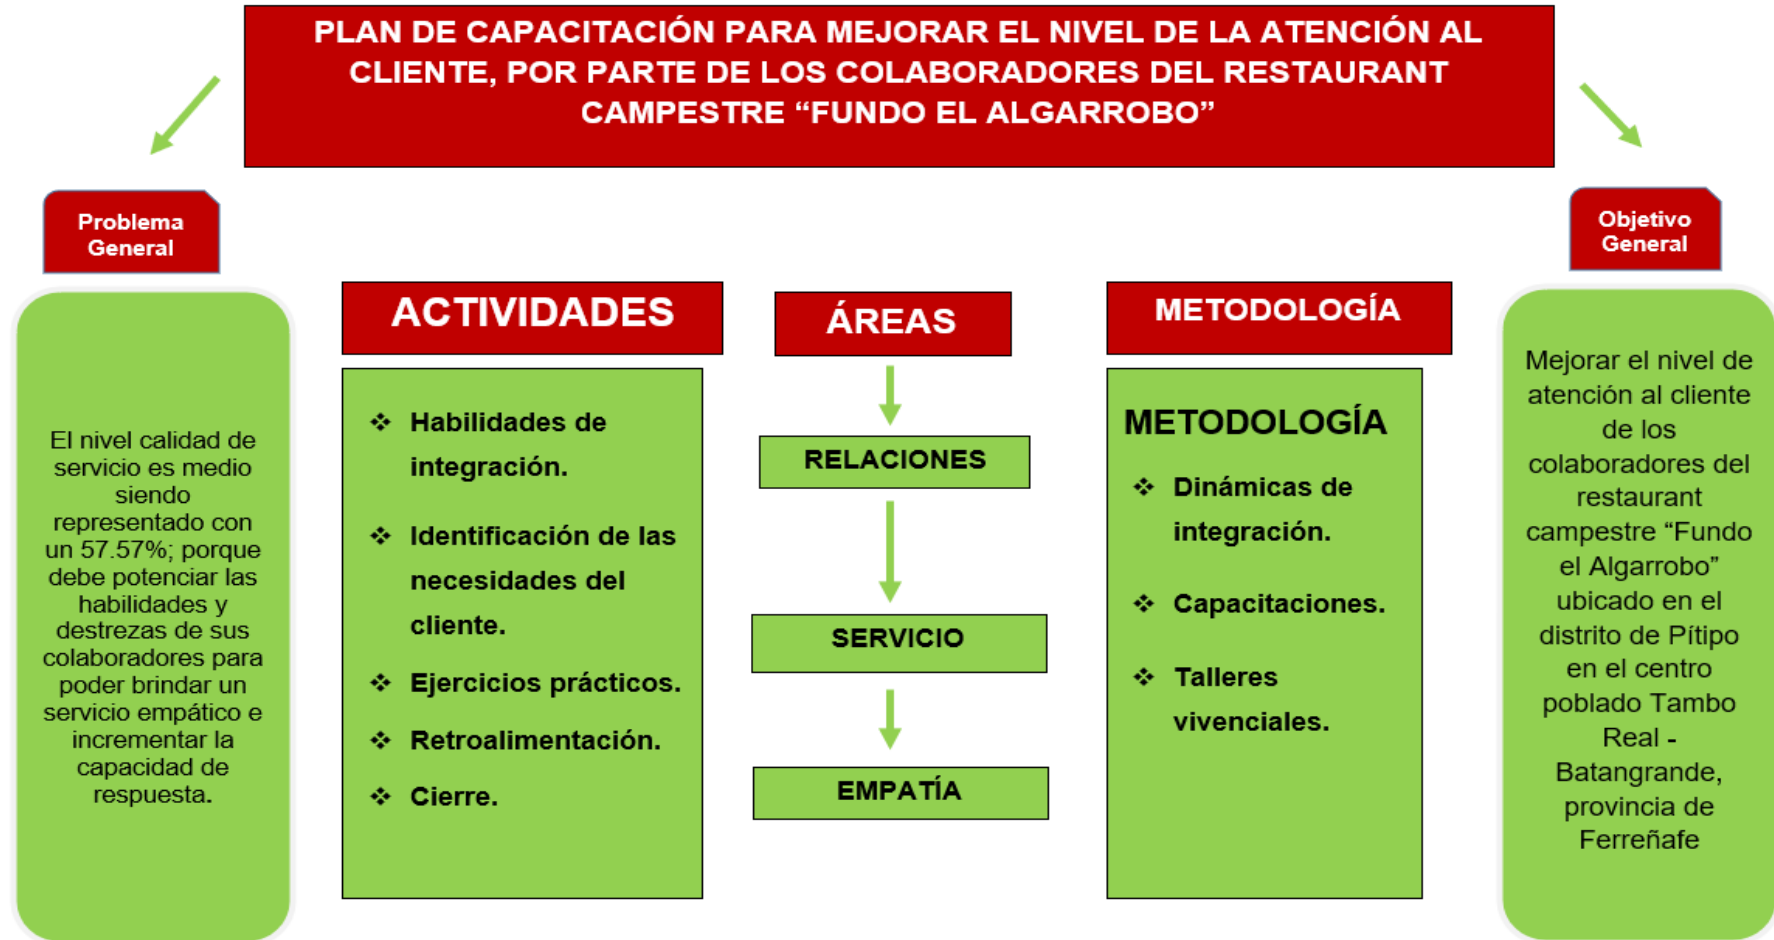 PLAN DE CAPACITACIÓN PARA MEJORAR EL NIVEL DE LA ATENCIÓN AL
CLIENTE, POR PARTE DE LOS COLABORADORES DEL RESTAURANT
CAMPESTRE “FUNDO EL ALGARROBO”
Problema
General
El nivel calidad de
servicio es medio
siendo
representado con
un 57.57%; porque
debe potenciar las
habilidades y
destrezas de sus
colaboradores para
poder brindar un
servicio empático e
incrementar la
capacidad de
respuesta.
ACTIVIDADES
❖ Habilidades de
integración.
❖ Identificación de las
necesidades del
cliente.
❖ Ejercicios prácticos.
❖ Retroalimentación.
❖ Cierre.
ÁREAS
RELACIONES
SERVICIO
EMPATÍA
METODOLOGÍA
METODOLOGÍA
❖ Dinámicas de
integración.
❖ Capacitaciones.
❖ Talleres
vivenciales.
Objetivo
General
Mejorar el nivel de
atención al cliente
de los
colaboradores del
restaurant
campestre “Fundo
el Algarrobo”
ubicado en el
distrito de Pítipo
en el centro
poblado Tambo
Real -
Batangrande,
provincia de
Ferreñafe